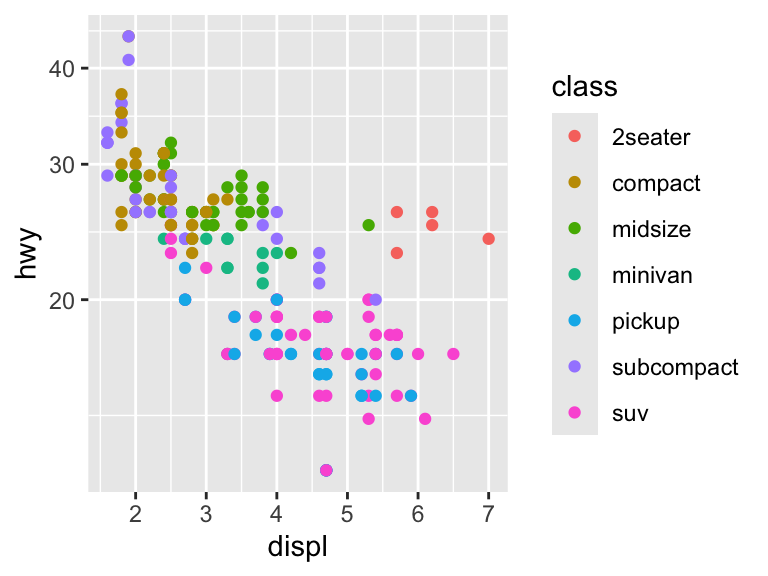 hwy
40
30
20
2 3 4 5 6 7
displ
class
2seater
compact
midsize
minivan
pickup
subcompact
suv